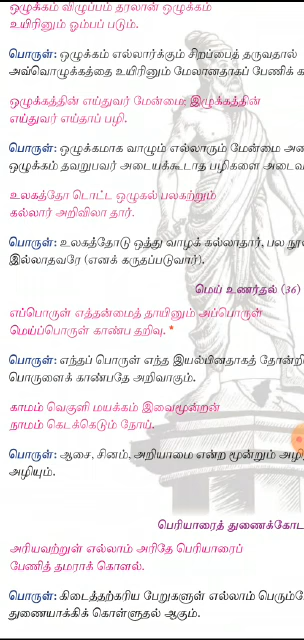 ஒழுக்கம் விழுப்பம் தரலான் ஒழுக்கம்
உயிரினும் ஓம்பப் படும்.
பொருள்: ஒழுக்கம் எல்லார்க்கும் சிறப்பைத் தருவதால்
அவ்வொழுக்கத்தை உயிரினும் மேலானதாகப் பேணிக்
ஒழுக்கத்தின் எய்துவர் மேன்மை; இழுக்கத்தின்
எய்துவர் எய்தாப் பழி.
பொருள்: ஒழுக்கமாக வாழும் எல்லாரும் மேன்மை
ஒழுக்கம் தவறுபவர் அடையக்கூடாத பழிகளை
உலகத்தோ டொட்ட ஒழுகல் பலகற்றும்
கல்லார் அறிவிலா தார்.
பொருள்: உலகத்தோடு ஒத்து வாழக் கல்லாதார், பல
இல்லாதவரே (எனக் கருதப்படுவார்).
மெய் உணர்தல் (36)
எப்பொருள் எத்தன்மைத் தாயினும் அப்பொருள்
மெய்ப்பொருள் காண்ப தறிவு. *
பொருள்: எந்தப் பொருள் எந்த இயல்பினதாகத்
பொருளைக் காண்பதே அறிவாகும்.
காமம் வெகுளி மயக்கம் இவைமூன்றன்
நாமம் கெடக்கெடும் நோய்.
பொருள்: ஆசை, சினம், அறியாமை என்ற மூன்றும்
அழியும்.
பெரியாரைத் துணைக்கோட
அரியவற்றுள் எல்லாம் அரிதே பெரியாரைப்
பேணித் தமராக் கொளல்.
பொருள்: கிடைத்தற்கரிய பேறுகளுள் எல்லாம்
துணையாக்கிக் கொள்ளுதல் ஆகும்.